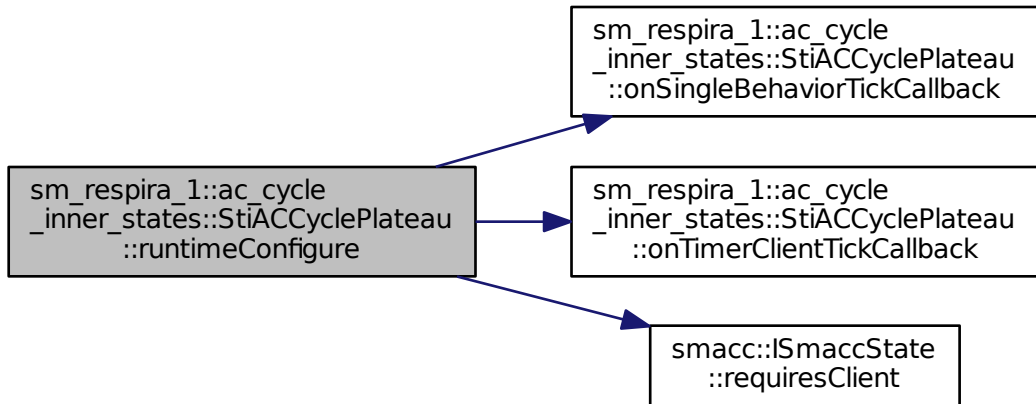 sm_respira_1::ac_cycle
_inner_states::StiACCyclePlateau
::runtimeConfigure
sm_respira_1::ac_cycle
_inner_states::StiACCyclePlateau
::onSingleBehaviorTickCallback
sm_respira_1::ac_cycle
_inner_states::StiACCyclePlateau
::onTimerClientTickCallback
smacc::ISmaccState
::requiresClient